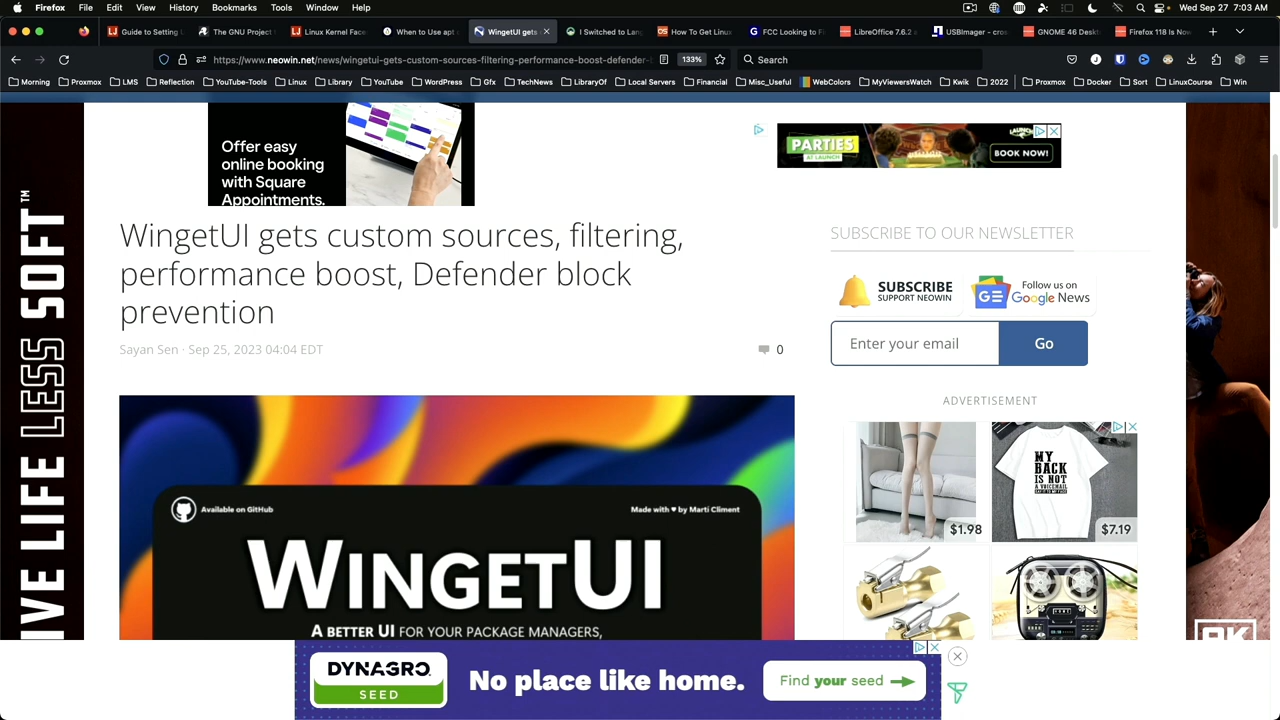 Firefox File Edit View History Bookmarks Tools Window Help
Wed Sep 27 7:03 AM
Guide to Setting
The GNU Project
Linux Kernel Face
When to Use apt
WingetUI gets
I Switched to Lang
How To Get Linux
FCC Looking to Fi
LibreOffice 7.6.2
USBImager - cros
GNOME 46 Deskt
Firefox 118 Is Now
https://www.neowin.net/news/wingetui-gets-custom-sources-filtering-performance-boost-defender-
133%
Search
Morning Proxmox LMS Reflection YouTube-Tools Linux Library YouTube WordPress Gfx TechNews LibraryOf Local Servers Financial Misc_Useful WebColors MyViewersWatch Kwik 2022 Proxmox Docker Sort LinuxCourse Win
Offer easy
online booking
with Square
Appointments.
PARTIES
AT LAUNCH
BOOK NOW!
WingetUI gets custom sources, filtering,
performance boost, Defender block
prevention
Sayan Sen · Sep 25, 2023 04:04 EDT
0
SUBSCRIBE TO OUR NEWSLETTER
SUBSCRIBE
SUPPORT NEOWIN
Follow us on
Google News
Enter your email
Go
ADVERTISEMENT
MY
BACK
IS NOT
A VOICEMAIL
$1.98
$7.19
LIFE LESS SOFT™
Available on GitHub
Made with ♥ by Martí Climent
WINGETUI
A BETTER UI FOR YOUR PACKAGE MANAGERS,
DYNAGRO
SEED
No place like home.
Find your seed